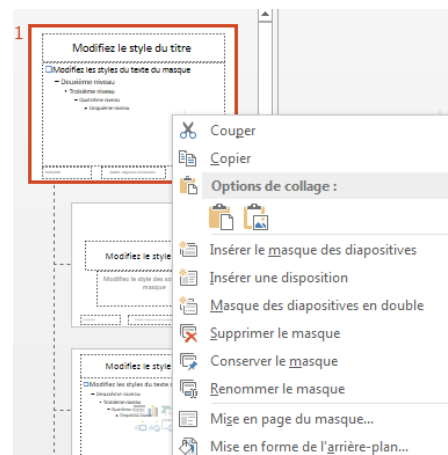 1
Modifiez le style du titre
Modifiez les styles du texte du masque
– Deuxième niveau
• Troisième niveau
– Quatrième niveau
• Cinquième niveau
Couper
Copier
Options de collage :
Insérer le masque des diapositives
Insérer une disposition
Masque des diapositives en double
Supprimer le masque
Conserver le masque
Renommer le masque
Mise en page du masque...
Mise en forme de l'arrière-plan...
Modifiez le style
Modifiez le style des so
masque
Modifiez le style
Modifiez les styles du texte
– Deuxième niveau
• Troisième niveau
– Quatrième